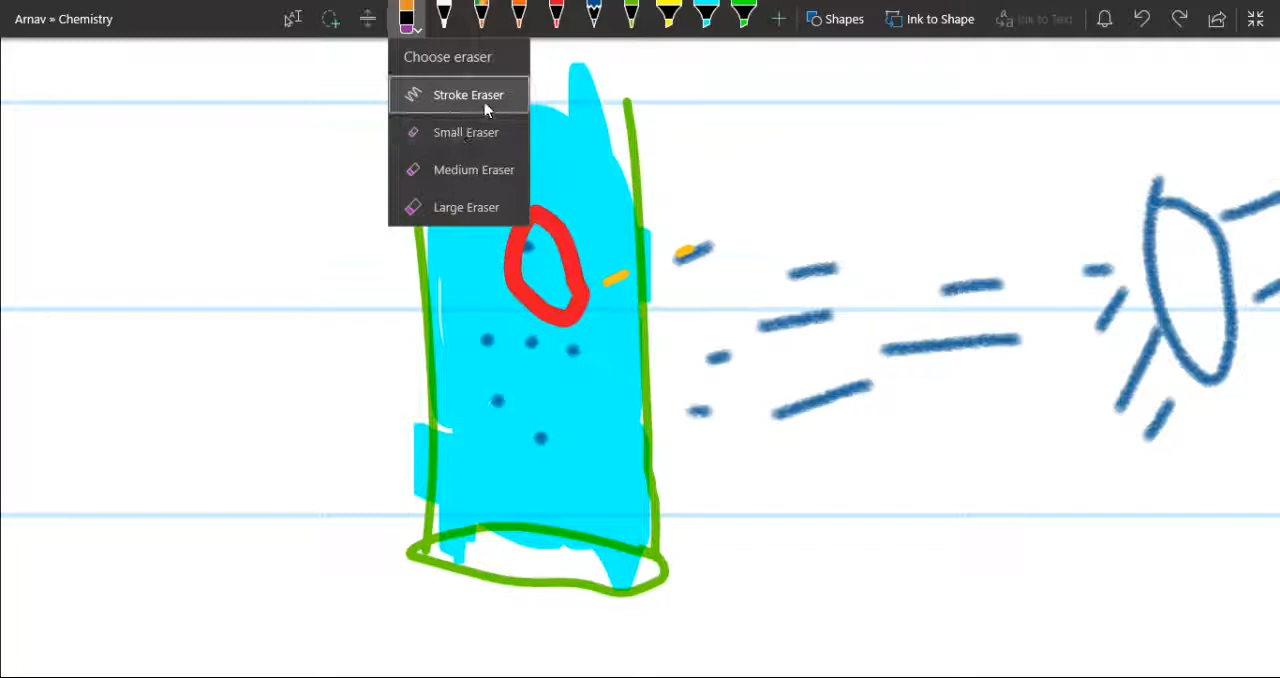 Arnav » Chemistry
Shapes
Ink to Shape
Ink to Text
Choose eraser
Stroke Eraser
Small Eraser
Medium Eraser
Large Eraser